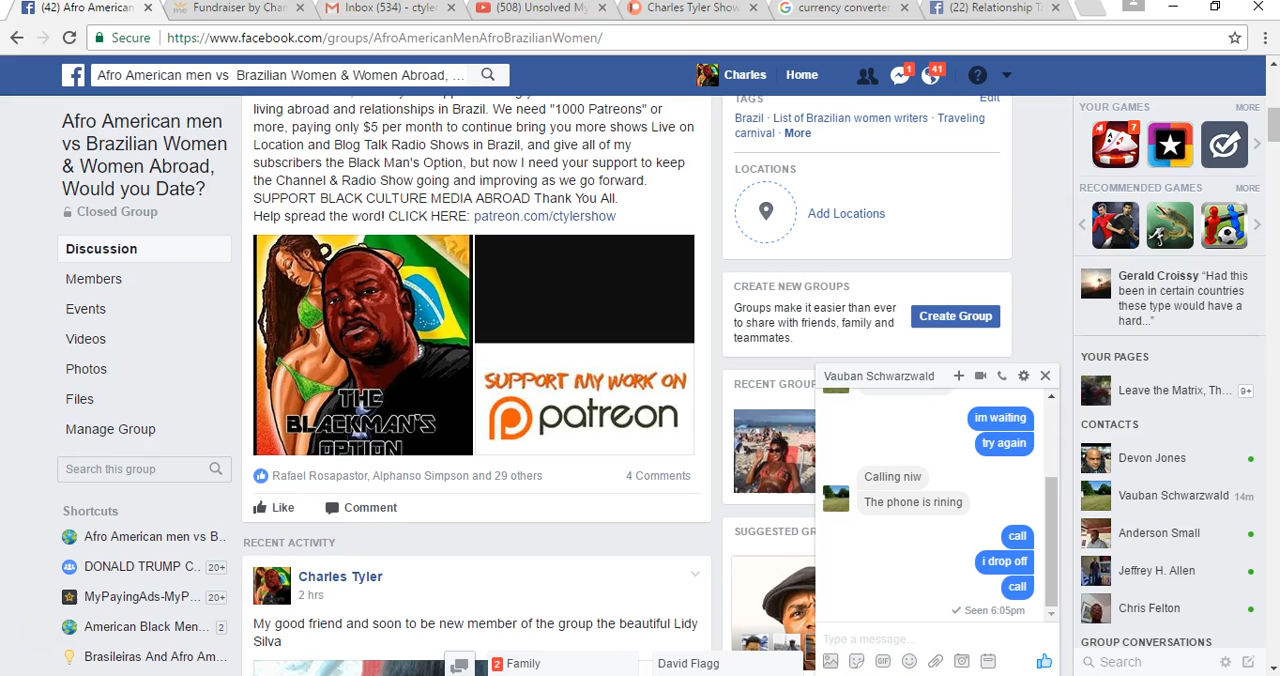 (42) Afro American
Fundraiser by Char
Inbox (534) - ctyler
(508) Unsolved My
Charles Tyler Show
currency converter
(22) Relationship Ta
Secure
https://www.facebook.com/groups/AfroAmericanMenAfroBrazilianWomen/
Afro American men vs Brazilian Women & Women Abroad, ...
Charles
Home
1
41
Afro American men
vs Brazilian Women
& Women Abroad,
Would you Date?
Closed Group
Discussion
Members
Events
Videos
Photos
Files
Manage Group
Search this group
Shortcuts
Afro American men vs B..
DONALD TRUMP C.. 20+
MyPayingAds-MyP... 20+
American Black Men... 2
Brasileiras And Afro Am...
living abroad and relationships in Brazil. We need "1000 Patreons" or
more, paying only $5 per month to continue bring you more shows Live on
Location and Blog Talk Radio Show in Brazil, and give all of my
subscribers the Black Man's Option, but now I need your support to keep
the Channel & Radio Show going and improving as we go forward.
SUPPORT BLACK CULTURE MEDIA ABROAD Thank You All.
Help spread the word! CLICK HERE: patreon.com/ctylershow
THE
BLACKMAN'S
OPTION
SUPPORT MY WORK ON
patreon
Rafael Rosapastor, Alphanso Simpson and 29 others
4 Comments
Like
Comment
RECENT ACTIVITY
Charles Tyler
2 hrs
My good friend and soon to be new member of the group the beautiful Lidy
Silva
TAGS
Edit
Brazil · List of Brazilian women writers · Traveling
carnival · More
LOCATIONS
Add Locations
CREATE NEW GROUPS
Groups make it easier than ever
to share with friends, family and
teammates.
Create Group
RECENT GROUP
SUGGESTED GROUP
Vauban Schwarzwald
im waiting
try again
Calling niw
The phone is rining
call
i drop off
call
Seen 6:05pm
Type a message...
GIF
2 Family
David Flagg
YOUR GAMES
MORE
7
RECOMMENDED GAMES
MORE
Gerald Croissy "Had this
been in certain countries
these type would have a
hard..."
YOUR PAGES
Leave the Matrix, Th... 9+
CONTACTS
Devon Jones
Vauban Schwarzwald 14m
Anderson Small
Jeffrey H. Allen
Chris Felton
GROUP CONVERSATIONS
Search